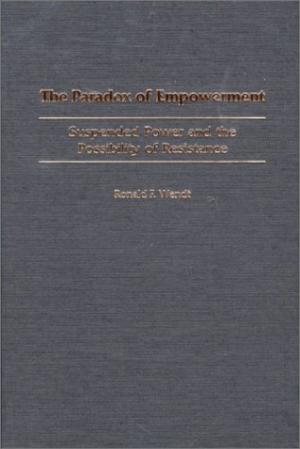 The Paradox of Empowerment
Suspended Power and the
Possibility of Resistance
Ronald F. Wendt